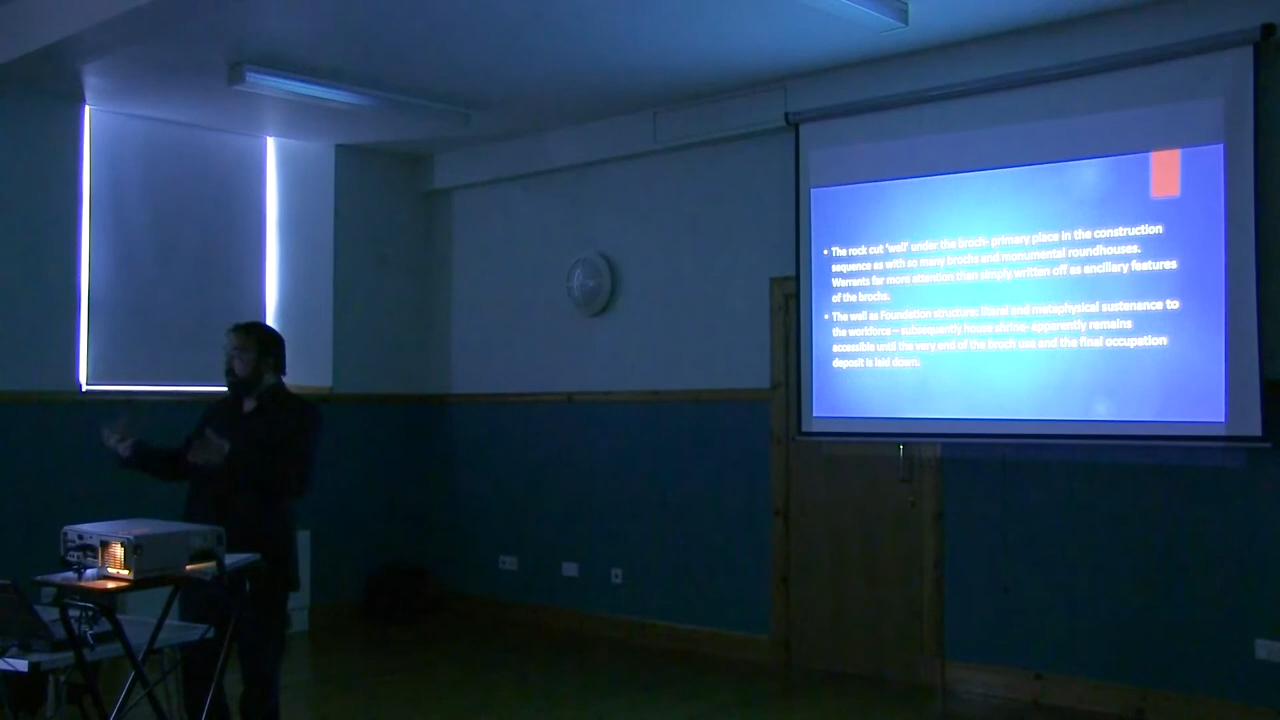 • The rock cut 'well' under the broch- primary place in the construction
sequence as with so many brochs and monumental roundhouses.
Warrants far more attention than simply written off as ancillary features
of the brochs.
• The well as Foundation structure: literal and metaphysical sustenance to
the workforce – subsequently house shrine- apparently remains
accessible until the very end of the broch use and the final occupation
deposit is laid down.